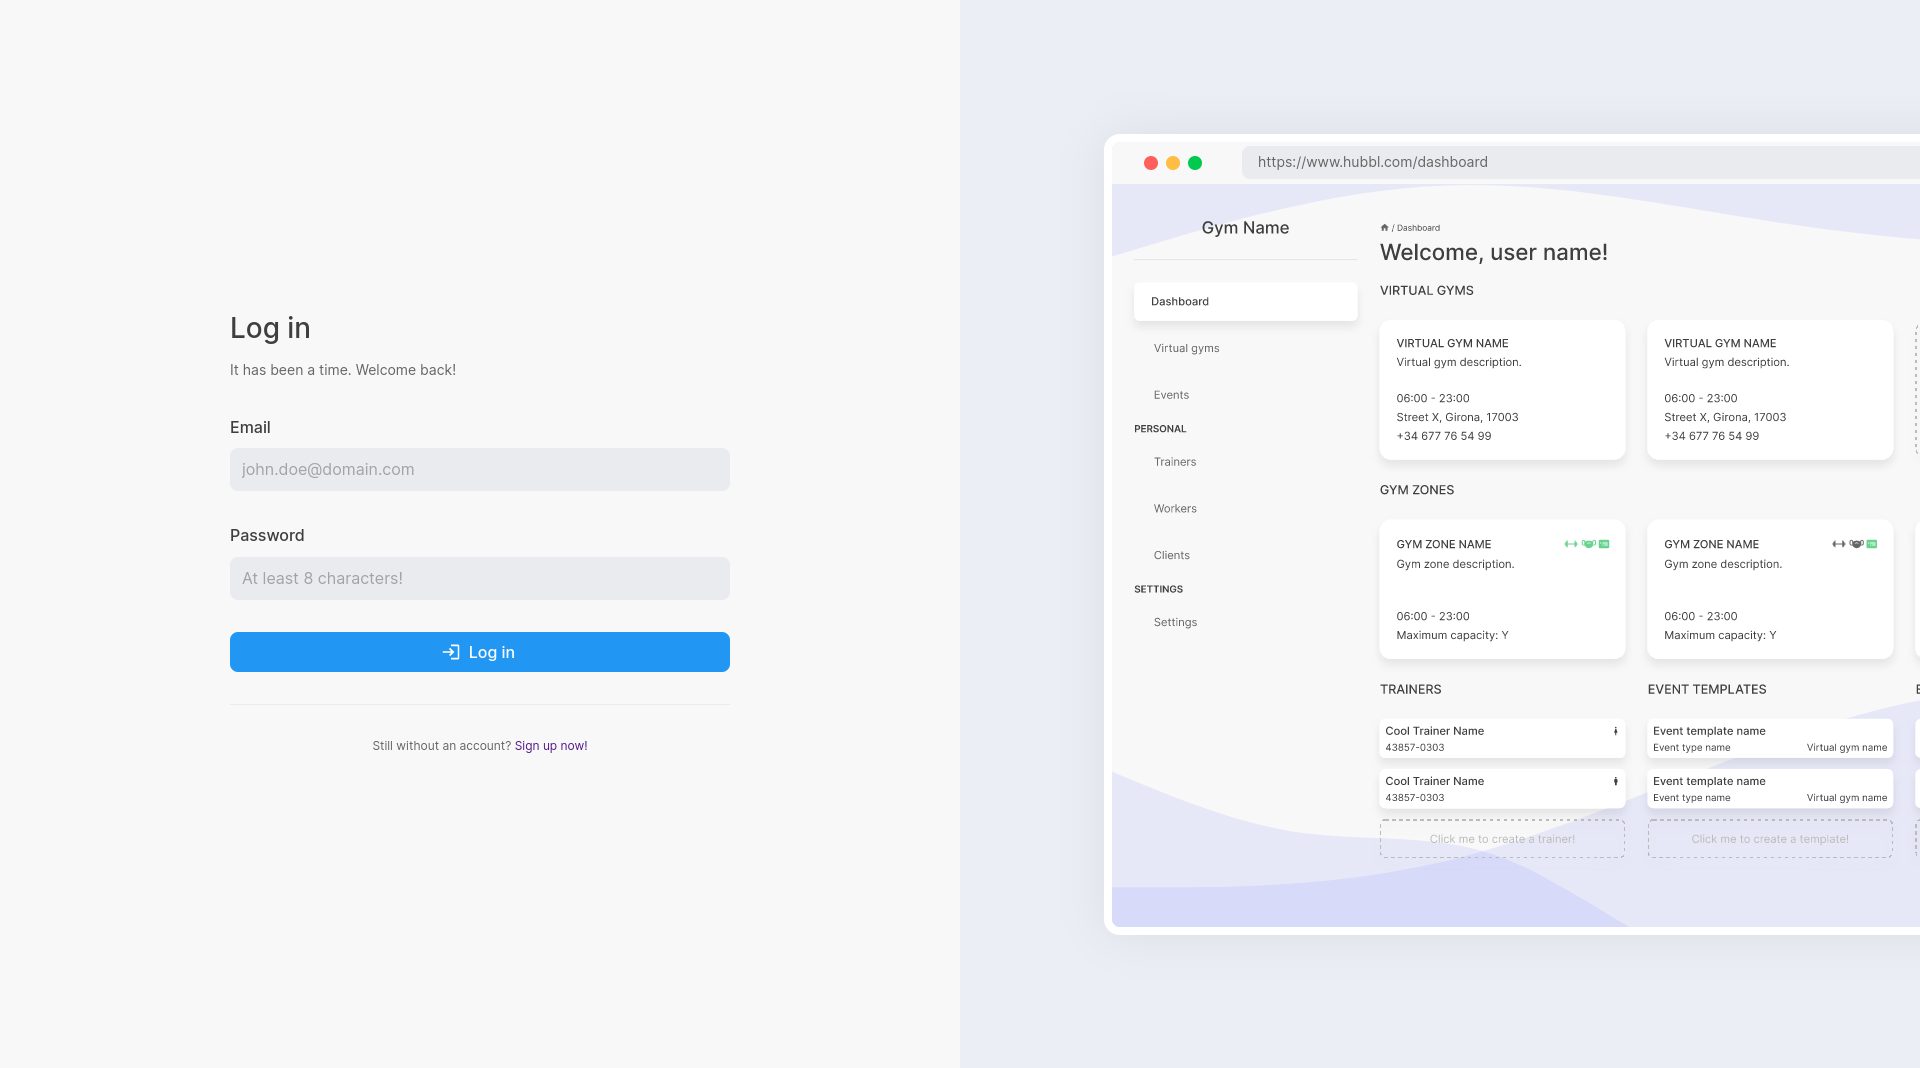 Log in
It has been a time. Welcome back!
Email
john.doe@domain.com
Password
At least 8 characters!
Log in
Still without an account? Sign up now!
https://www.hubbl.com/dashboard
Gym Name
Dashboard
Virtual gyms
Events
PERSONAL
Trainers
Workers
Clients
SETTINGS
Settings
/ Dashboard
Welcome, user name!
VIRTUAL GYMS
VIRTUAL GYM NAME
Virtual gym description.
06:00 - 23:00
Street X, Girona, 17003
+34 677 76 54 99
VIRTUAL GYM NAME
Virtual gym description.
06:00 - 23:00
Street X, Girona, 17003
+34 677 76 54 99
GYM ZONES
GYM ZONE NAME
Gym zone description.
06:00 - 23:00
Maximum capacity: Y
GYM ZONE NAME
Gym zone description.
06:00 - 23:00
Maximum capacity: Y
TRAINERS
Cool Trainer Name
43857-0303
Cool Trainer Name
43857-0303
Click me to create a trainer!
EVENT TEMPLATES
Event template name
Event type name Virtual gym name
Event template name
Event type name Virtual gym name
Click me to create a template!